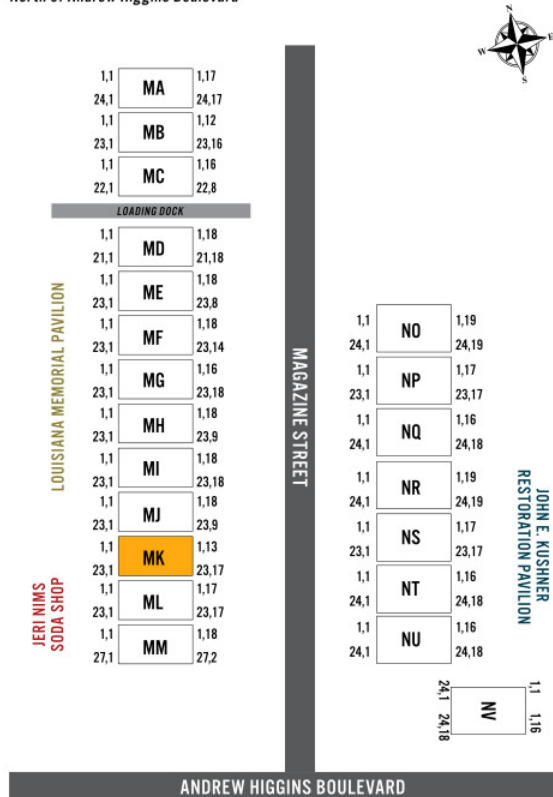 North of Andrew Higgins Boulevard
N
W E
S
1,1 MA 1,17
24,1 24,17
1,1 MB 1,12
23,1 23,16
1,1 MC 1,16
22,1 22,8
LOADING DOCK
1,1 MD 1,18
21,1 21,18
1,1 ME 1,18
23,1 23,8
1,1 MF 1,18
23,1 23,14
1,1 MG 1,16
23,1 23,18
1,1 MH 1,18
23,1 23,9
1,1 MI 1,18
23,1 23,18
1,1 MJ 1,18
23,1 23,9
1,1 MK 1,13
23,1 23,17
1,1 ML 1,17
23,1 23,17
1,1 MM 1,18
27,1 27,2
LOUISIANA MEMORIAL PAVILION
JERI NIMS
SODA SHOP
MAGAZINE STREET
1,1 NO 1,19
24,1 24,19
1,1 NP 1,17
23,1 23,17
1,1 NQ 1,16
24,1 24,18
1,1 NR 1,19
24,1 24,19
1,1 NS 1,17
23,1 23,17
1,1 NT 1,16
24,1 24,18
1,1 NU 1,16
24,1 24,18
JOHN E. KUSHNER
RESTORATION PAVILION
1,1 NV 1,16
24,1 24,18
ANDREW HIGGINS BOULEVARD